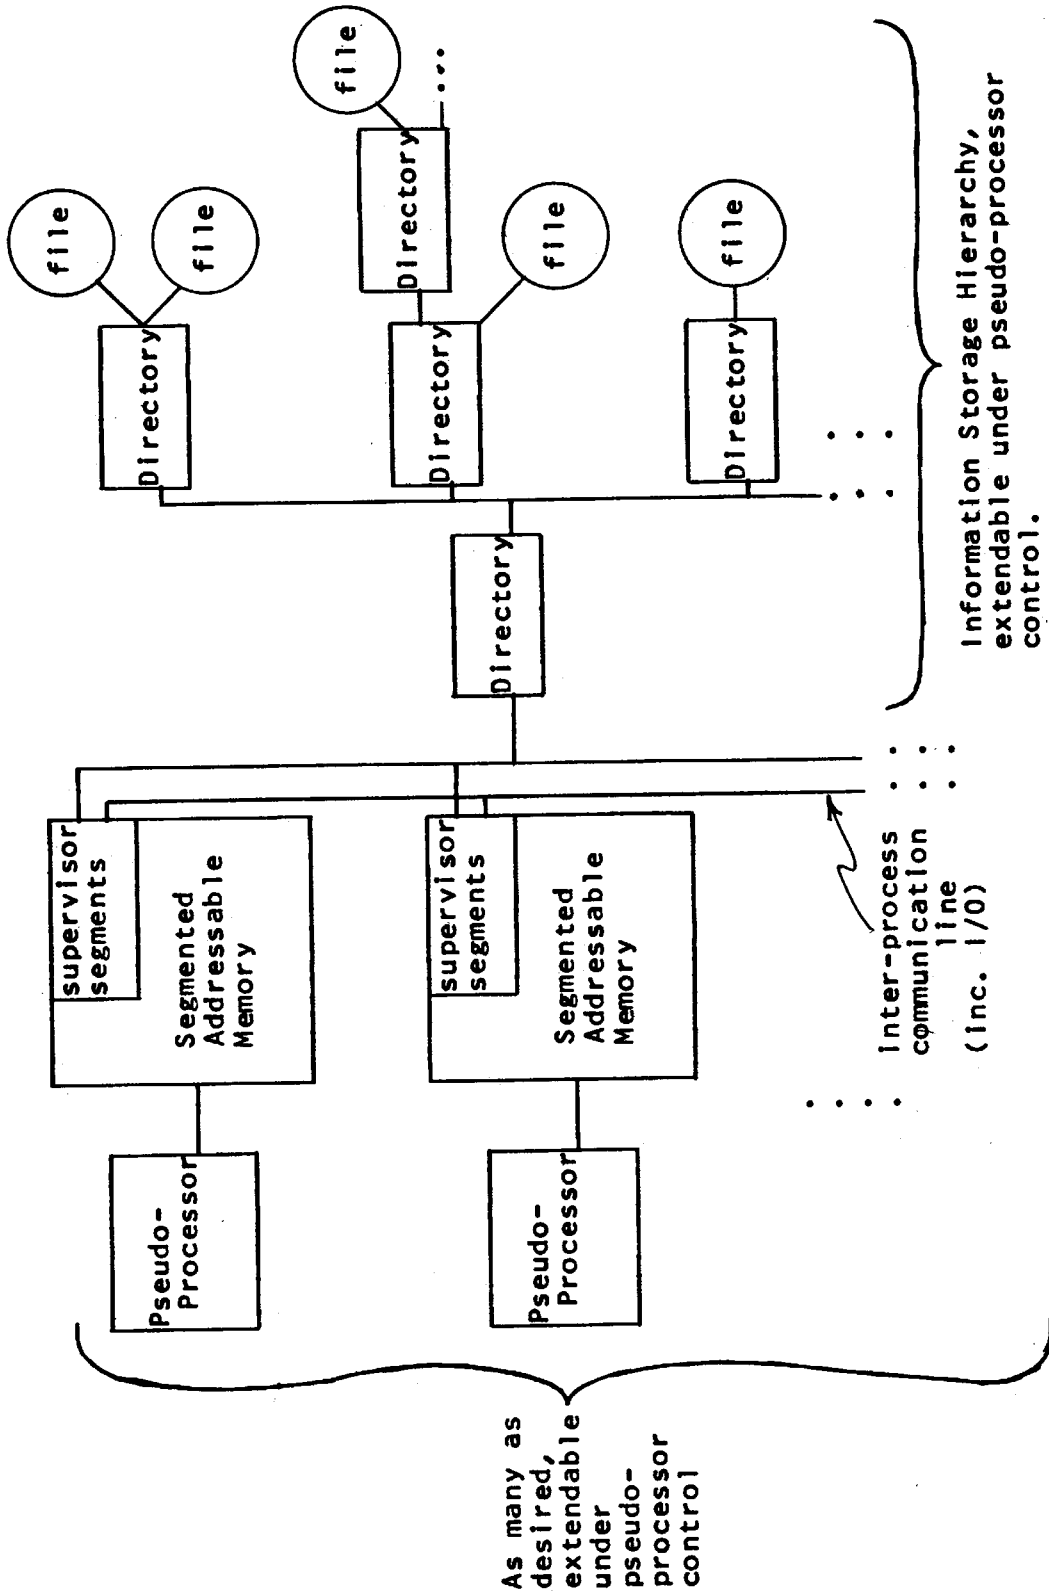 As many as
desired,
extendable
under
pseudo-
processor
control
Pseudo-
Processor
Segmented
Addressable
Memory
supervisor
segments
Pseudo-
Processor
Segmented
Addressable
Memory
supervisor
segments
. . . .
Inter-process
communication
line
(inc. I/O)
. . .
. . .
Directory
Directory
file
file
Directory
Directory
file
...
file
Directory
file
. . .
. . .
Information Storage Hierarchy,
extendable under pseudo-processor
control.